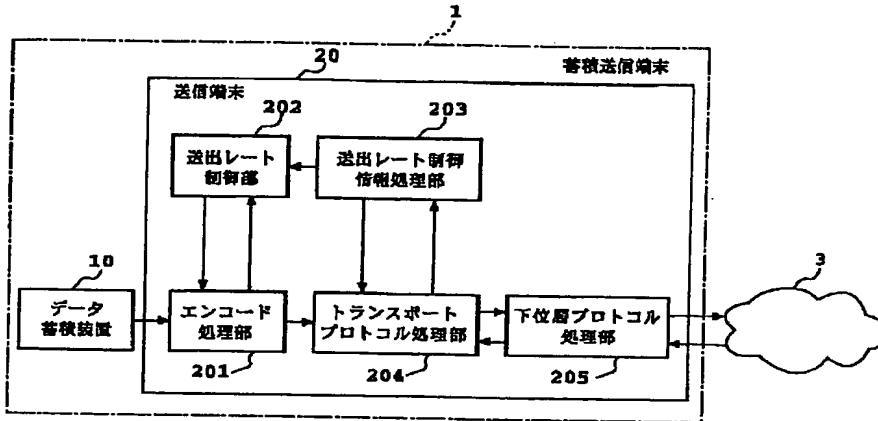 1
蓄積送信端末
20
送信端末
202
203
送出レート
制御部
送出レート制御
情報処理部
10
3
データ
蓄積装置
エンコード
処理部
トランスポート
プロトコル処理部
下位層プロトコル
処理部
201
204
205